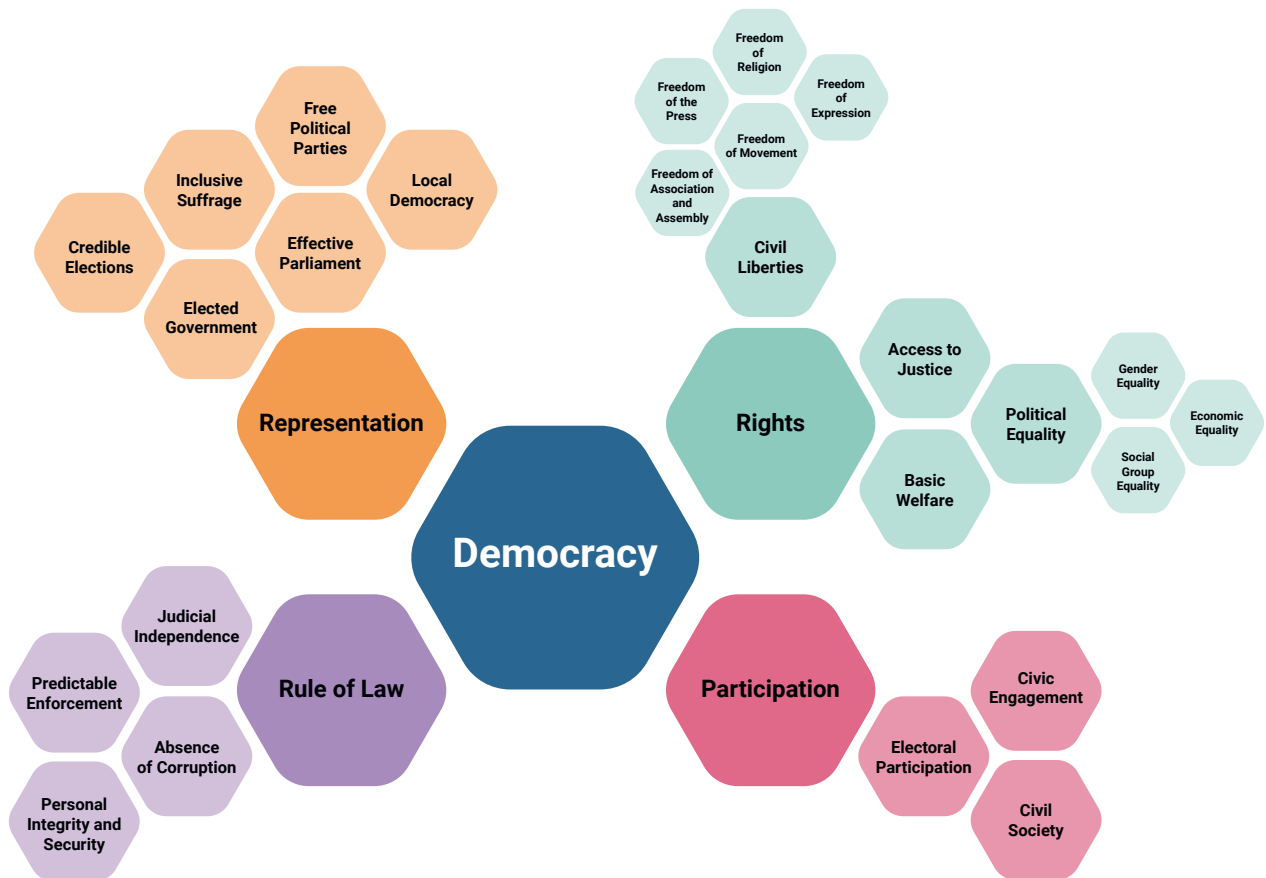 Freedom
of
Religion
Freedom
of the
Press
Freedom
of
Expression
Freedom
of Movement
Freedom of
Association
and
Assembly
Civil
Liberties
Free
Political
Parties
Inclusive
Suffrage
Local
Democracy
Credible
Elections
Effective
Parliament
Elected
Government
Representation
Rights
Access to
Justice
Political
Equality
Basic
Welfare
Gender
Equality
Economic
Equality
Social
Group
Equality
Democracy
Judicial
Independence
Predictable
Enforcement
Rule of Law
Absence
of Corruption
Personal
Integrity and
Security
Participation
Civic
Engagement
Electoral
Participation
Civil
Society